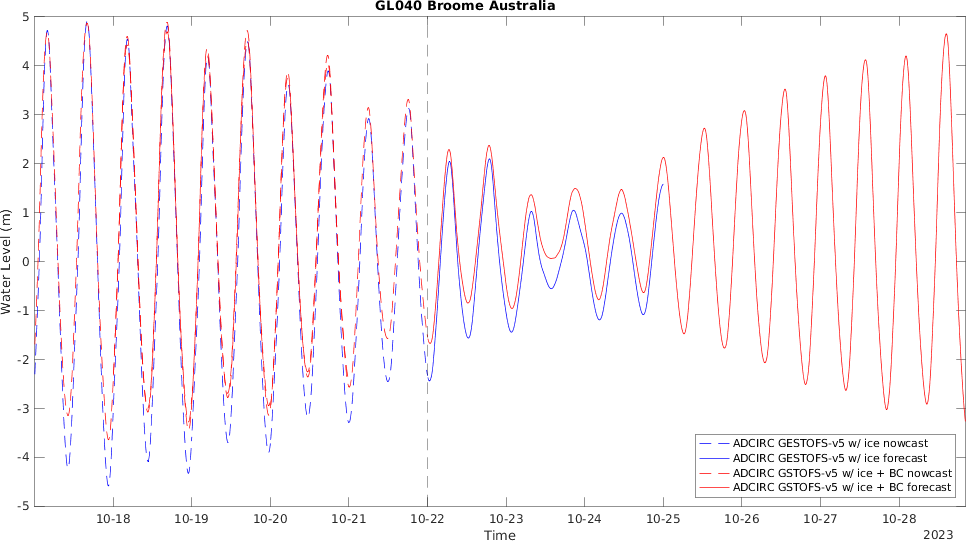 GL040 Broome Australia
5
4
3
2
1
0
-1
-2
-3
-4
-5
Water Level (m)
10-18 10-19 10-20 10-21 10-22 10-23 10-24 10-25 10-26 10-27 10-28
Time
2023
ADCIRC GESTOFS-v5 w/ ice nowcast
ADCIRC GESTOFS-v5 w/ ice forecast
ADCIRC GSTOFS-v5 w/ ice + BC nowcast
ADCIRC GSTOFS-v5 w/ ice + BC forecast